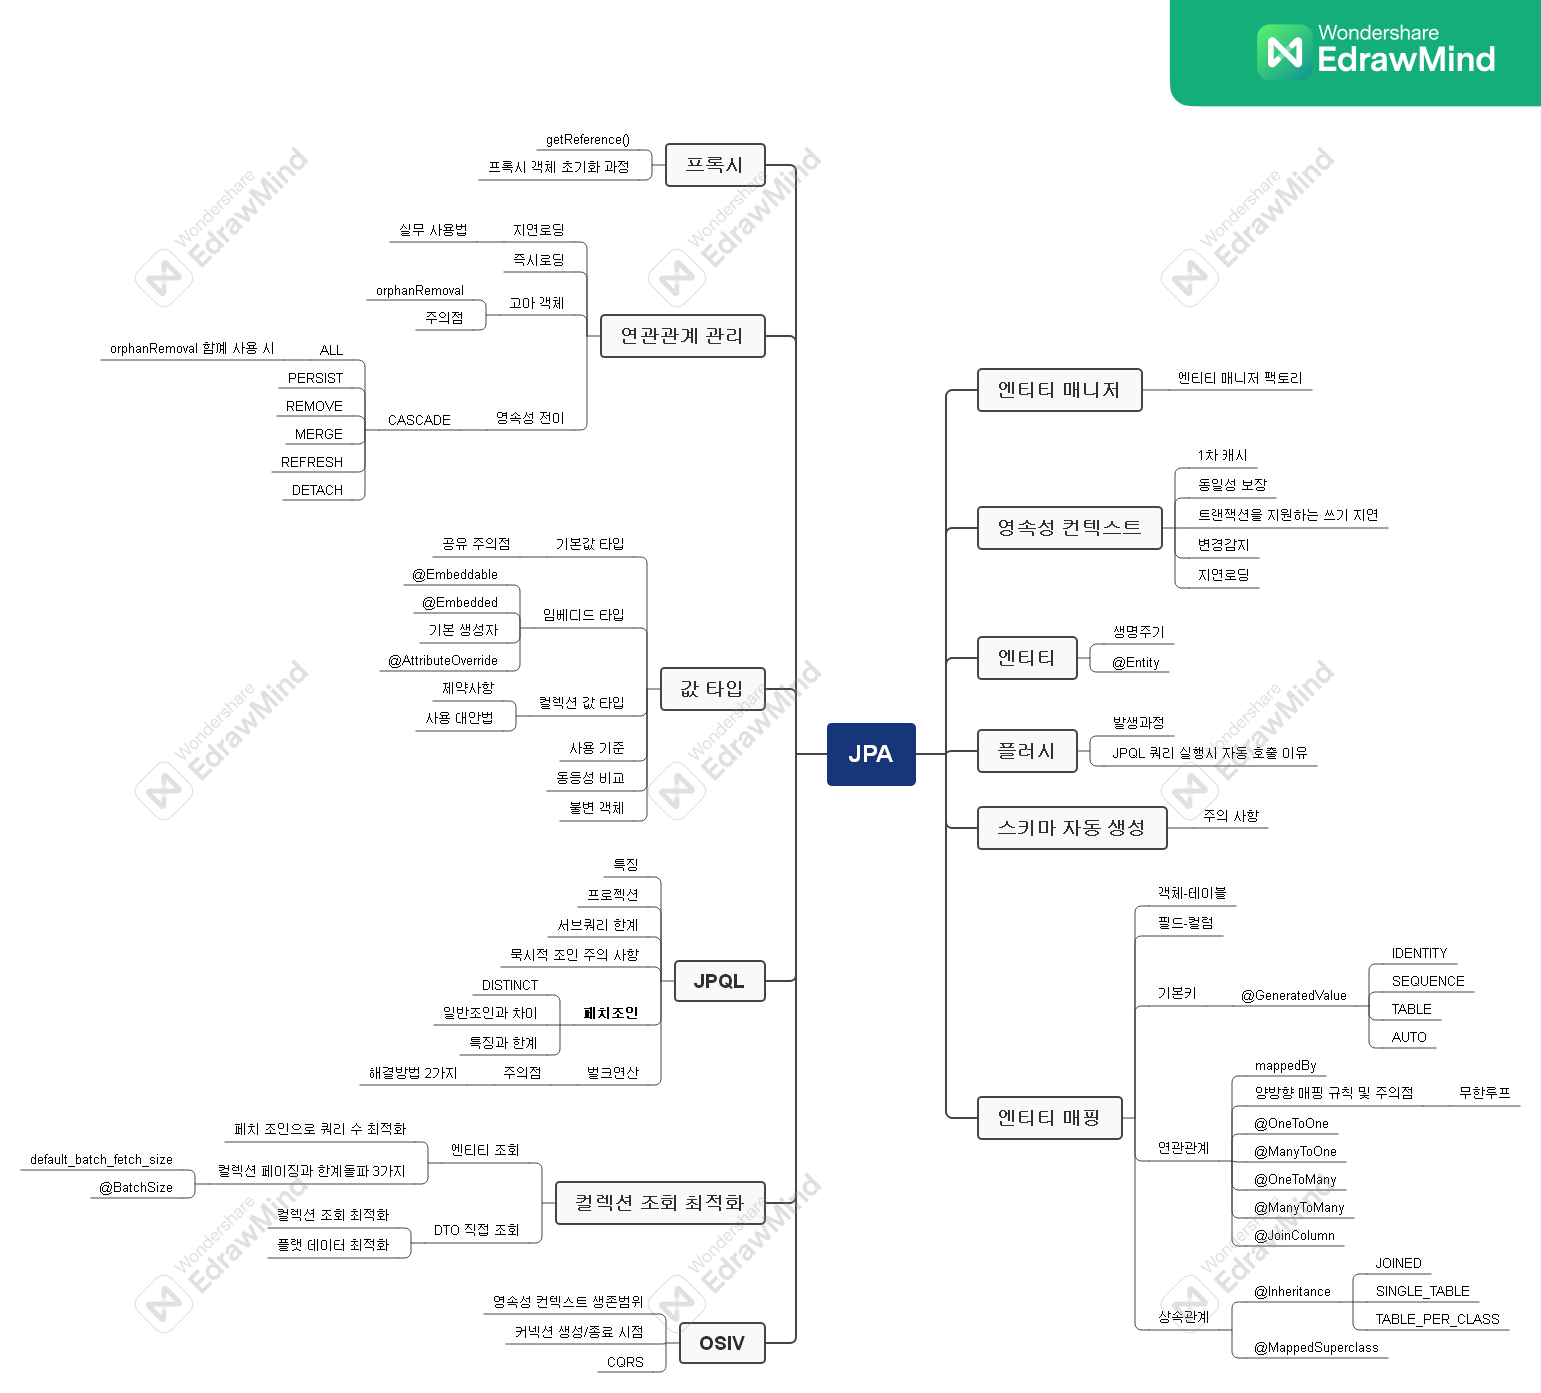 Wondershare
EdrawMind
JPA
프록시
getReference()
프록시 객체 초기화 과정
연관관계 관리
지연로딩
실무 사용법
즉시로딩
고아 객체
orphanRemoval
주의점
영속성 전이
CASCADE
ALL
orphanRemoval 함께 사용 시
PERSIST
REMOVE
MERGE
REFRESH
DETACH
값 타입
기본값 타입
공유 주의점
임베디드 타입
@Embeddable
@Embedded
기본 생성자
@AttributeOverride
컬렉션 값 타입
제약사항
사용 대안법
사용 기준
동등성 비교
불변 객체
JPQL
특징
프로젝션
서브쿼리 한계
묵시적 조인 주의 사항
페치조인
DISTINCT
일반조인과 차이
특징과 한계
벌크연산
주의점
해결방법 2가지
컬렉션 조회 최적화
엔티티 조회
페치 조인으로 쿼리 수 최적화
컬렉션 페이징과 한계돌파 3가지
default_batch_fetch_size
@BatchSize
DTO 직접 조회
컬렉션 조회 최적화
플랫 데이터 최적화
OSIV
영속성 컨텍스트 생존범위
커넥션 생성/종료 시점
CQRS
엔티티 매니저
엔티티 매니저 팩토리
영속성 컨텍스트
1차 캐시
동일성 보장
트랜잭션을 지원하는 쓰기 지연
변경감지
지연로딩
엔티티
생명주기
@Entity
플러시
발생과정
JPQL 쿼리 실행시 자동 호출 이유
스키마 자동 생성
주의 사항
엔티티 매핑
객체-테이블
필드-컬럼
기본키
@GeneratedValue
IDENTITY
SEQUENCE
TABLE
AUTO
연관관계
mappedBy
양방향 매핑 규칙 및 주의점
무한루프
@OneToOne
@ManyToOne
@OneToMany
@ManyToMany
@JoinColumn
상속관계
@Inheritance
JOINED
SINGLE_TABLE
TABLE_PER_CLASS
@MappedSuperclass
Wondershare
EdrawMind
Wondershare
EdrawMind
Wondershare
EdrawMind
Wondershare
EdrawMind
Wondershare
EdrawMind
Wondershare
EdrawMind
Wondershare
EdrawMind
Wondershare
EdrawMind
Wondershare
EdrawMind